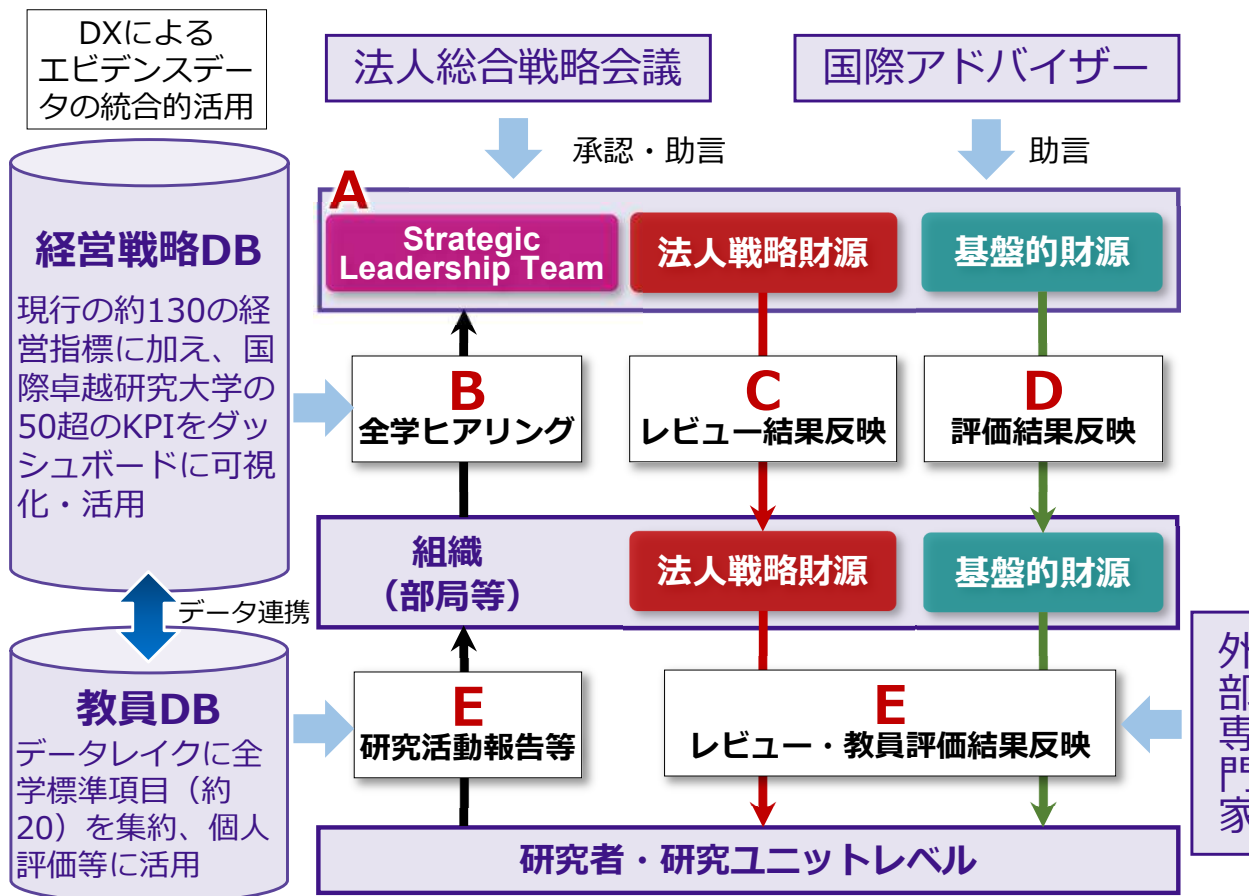 DXによる
エビデンスデー
タの統合的活用
法人総合戦略会議
国際アドバイザー
承認・助言
助言
経営戦略DB
現行の約130の経
営指標に加え、国
際卓越研究大学の
50超のKPIをダッ
シュボードに可視
化・活用
A
Strategic
Leadership Team
法人戦略財源
基盤的財源
B
全学ヒアリング
C
レビュー結果反映
D
評価結果反映
組織
（部局等）
法人戦略財源
基盤的財源
データ連携
教員DB
データレイクに全
学標準項目（約
20）を集約、個人
評価等に活用
E
研究活動報告等
E
レビュー・教員評価結果反映
外
部
専
門
家
研究者・研究ユニットレベル